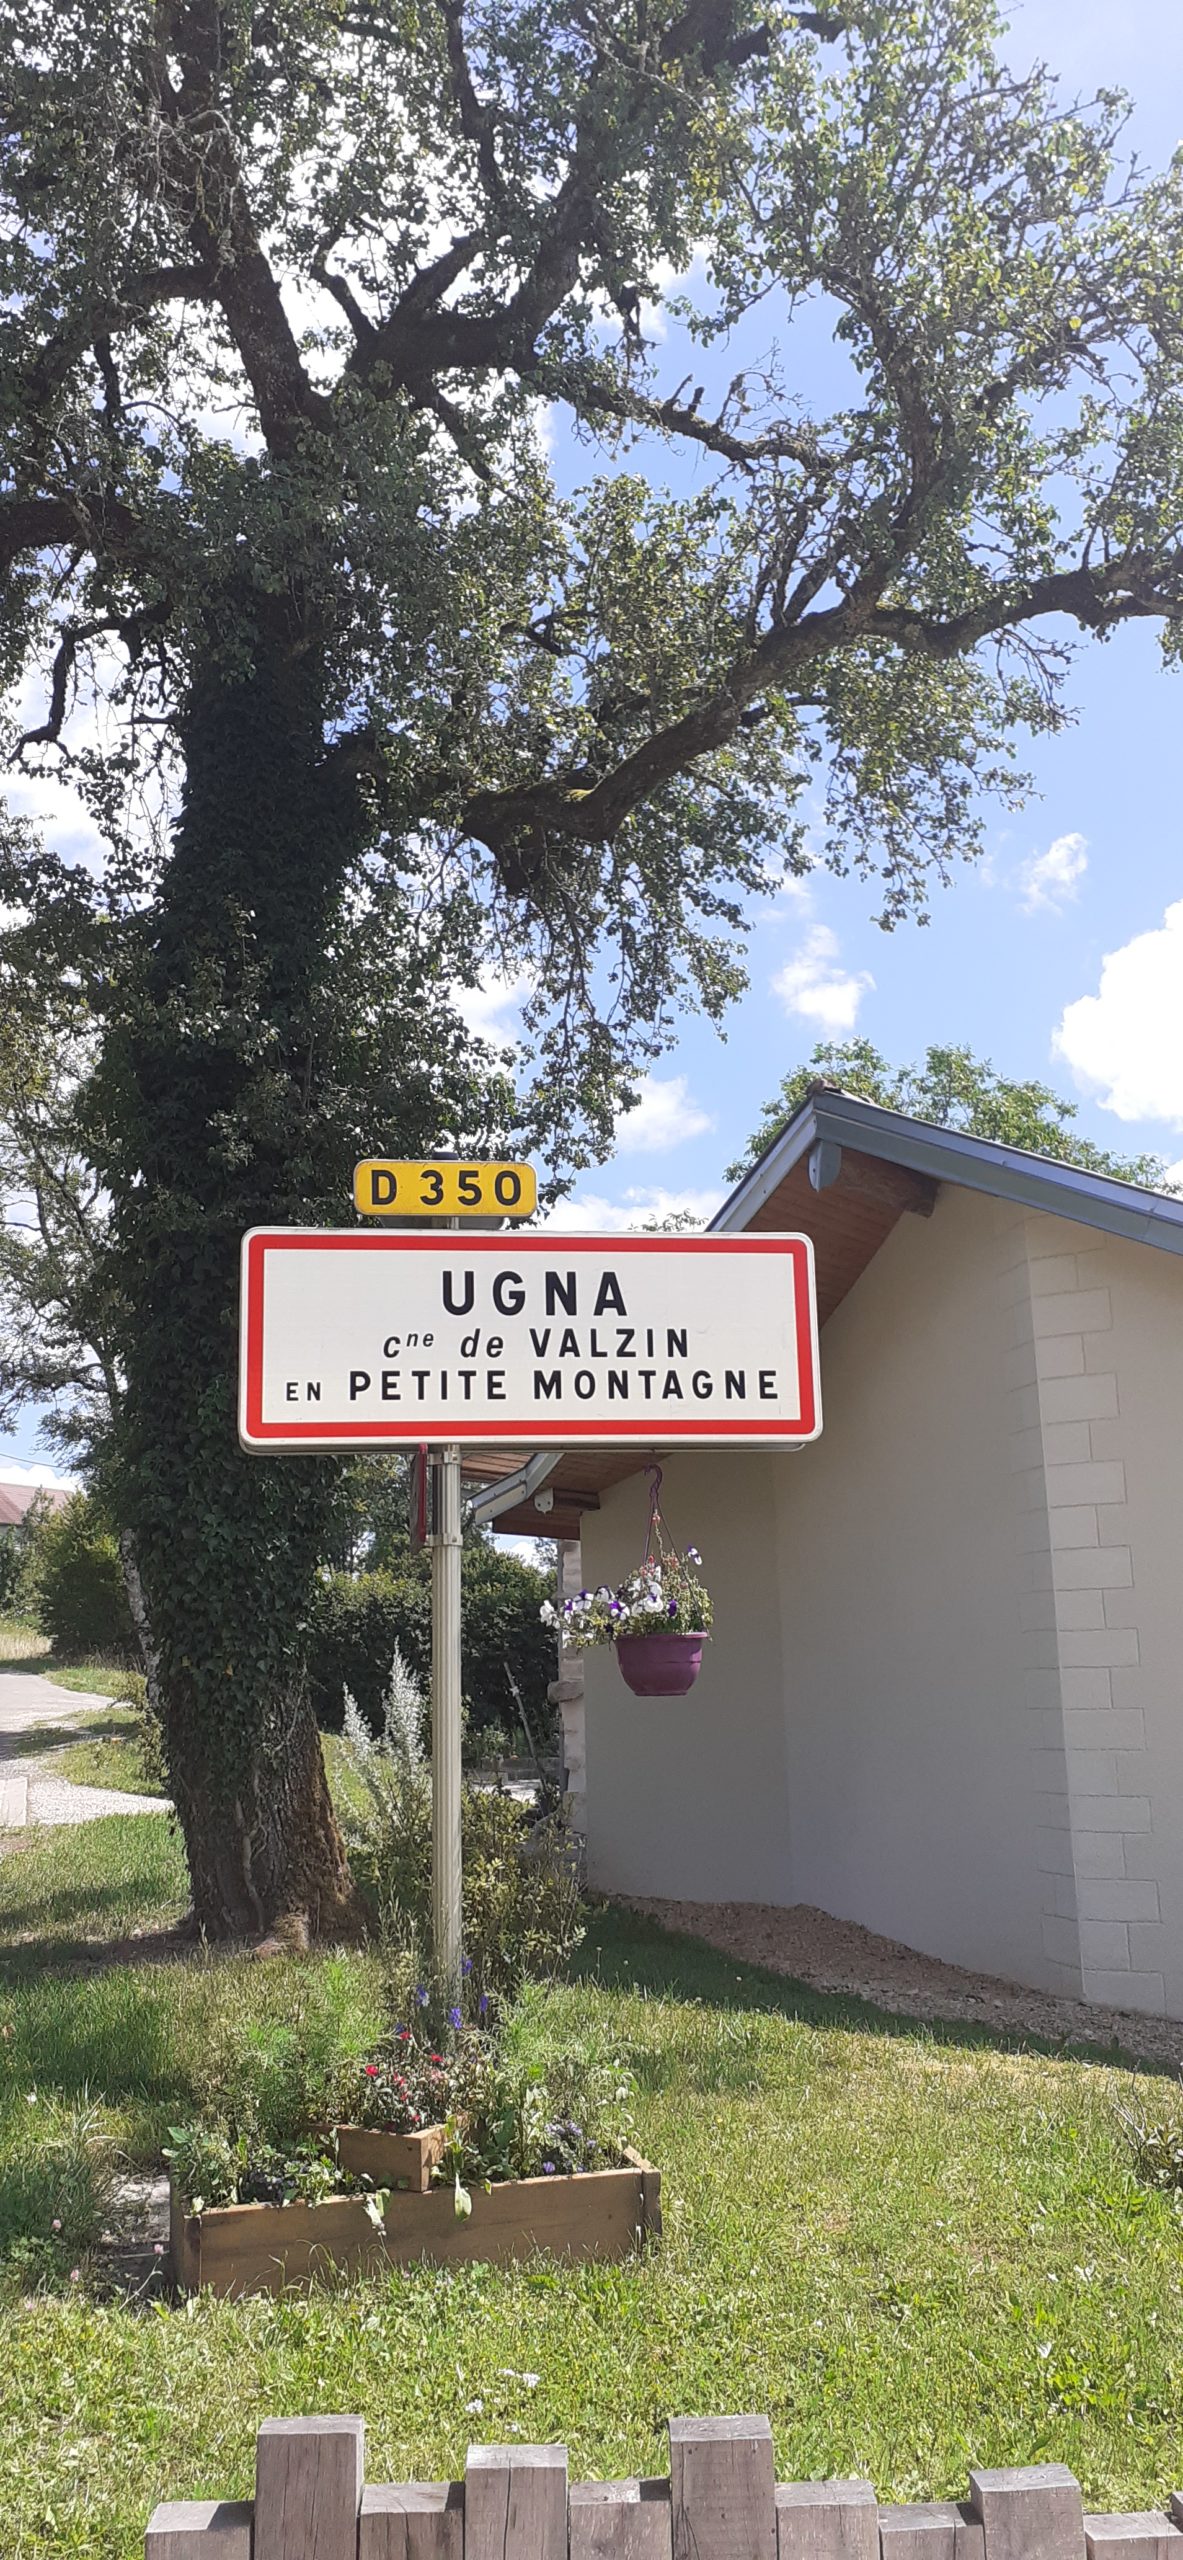 D 350
UGNA
cne de VALZIN
EN PETITE MONTAGNE